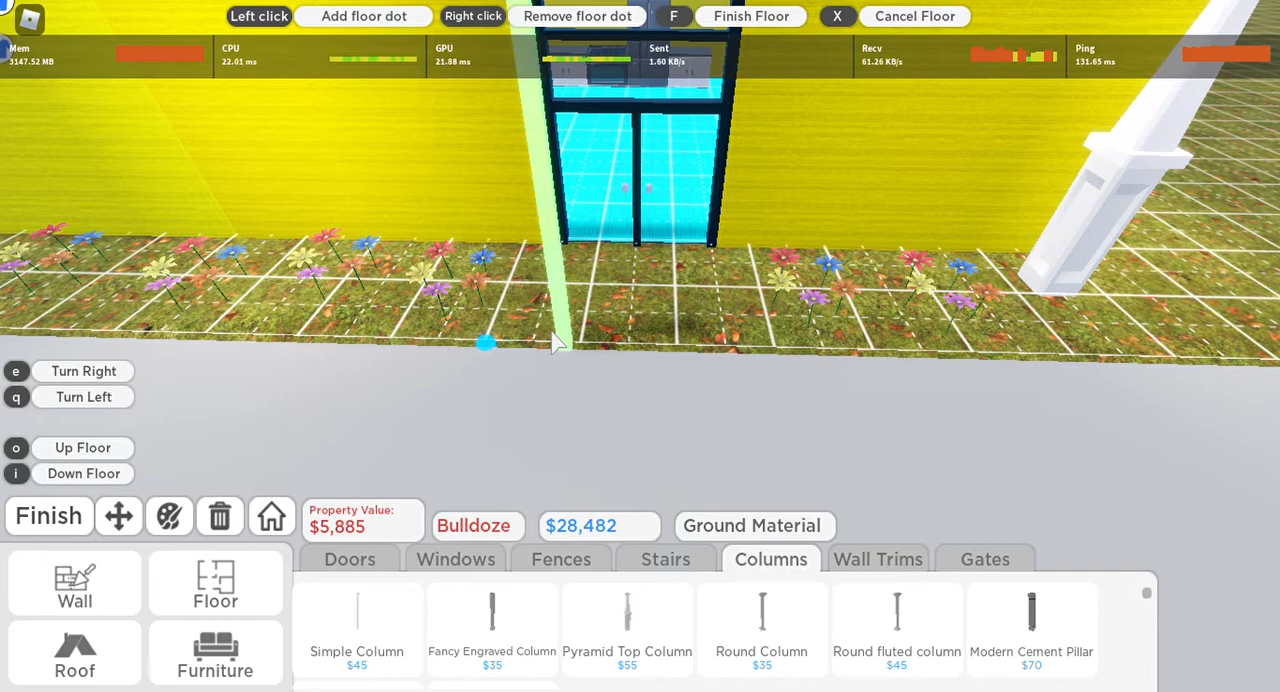 Left click Add floor dot Right click Remove floor dot F Finish Floor X Cancel Floor
Mem CPU GPU Sent Recv Ping
3147.52 MB 22.01 ms 21.88 ms 1.60 KB/s 61.26 KB/s 131.65 ms
e Turn Right
q Turn Left
o Up Floor
i Down Floor
Finish Property Value: $5,885 Bulldoze $28,482 Ground Material
Doors Windows Fences Stairs Columns Wall Trims Gates
Wall Floor
Roof Furniture
Simple Column Fancy Engraved Column Pyramid Top Column Round Column Round fluted column Modern Cement Pillar
$45 $35 $55 $35 $45 $70